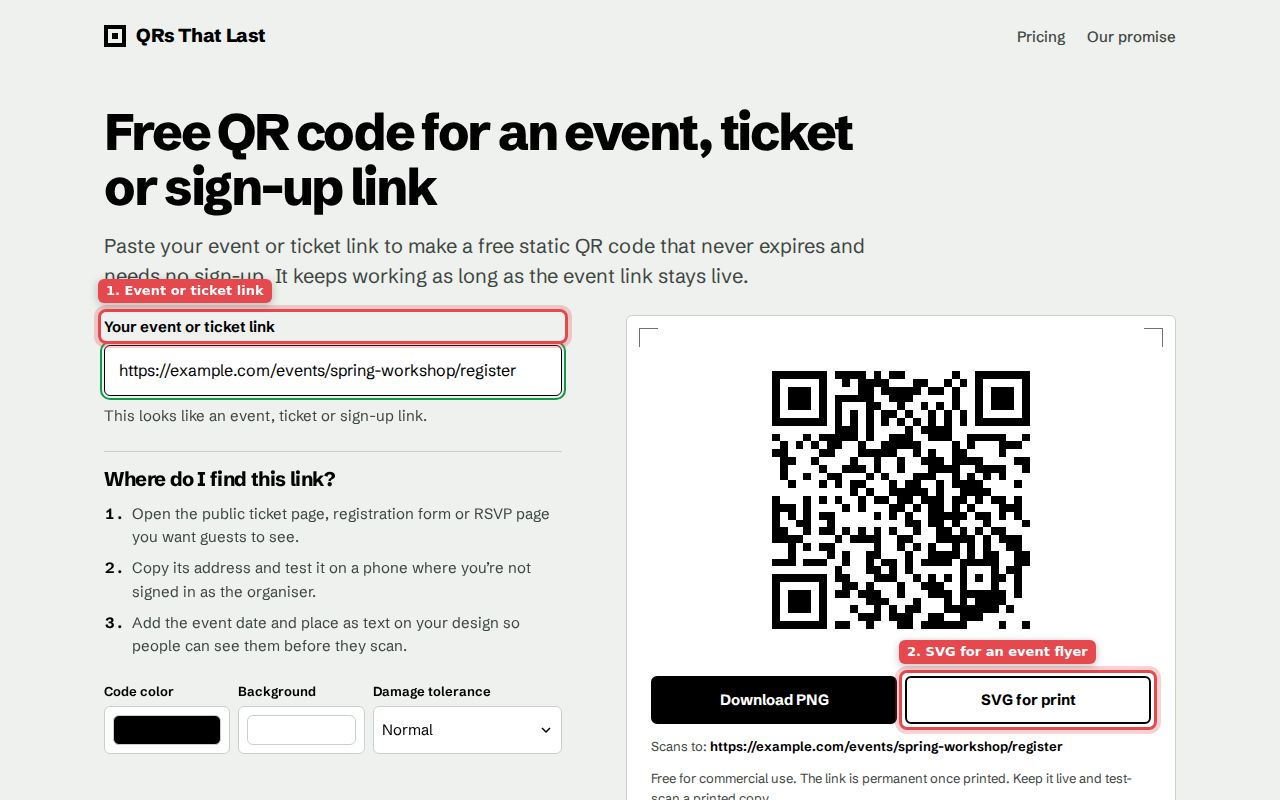 QRs That Last
Pricing
Our promise
Free QR code for an event, ticket
or sign-up link
Paste your event or ticket link to make a free static QR code that never expires and
needs no sign-up. It keeps working as long as the event link stays live.
1. Event or ticket link
Your event or ticket link
https://example.com/events/spring-workshop/register
This looks like an event, ticket or sign-up link.
Where do I find this link?
1. Open the public ticket page, registration form or RSVP page
you want guests to see.
2. Copy its address and test it on a phone where you’re not
signed in as the organiser.
3. Add the event date and place as text on your design so
people can see them before they scan.
Code color
Background
Damage tolerance
Normal
2. SVG for an event flyer
Download PNG
SVG for print
Scans to: https://example.com/events/spring-workshop/register
Free for commercial use. The link is permanent once printed. Keep it live and test-
scan a printed copy.